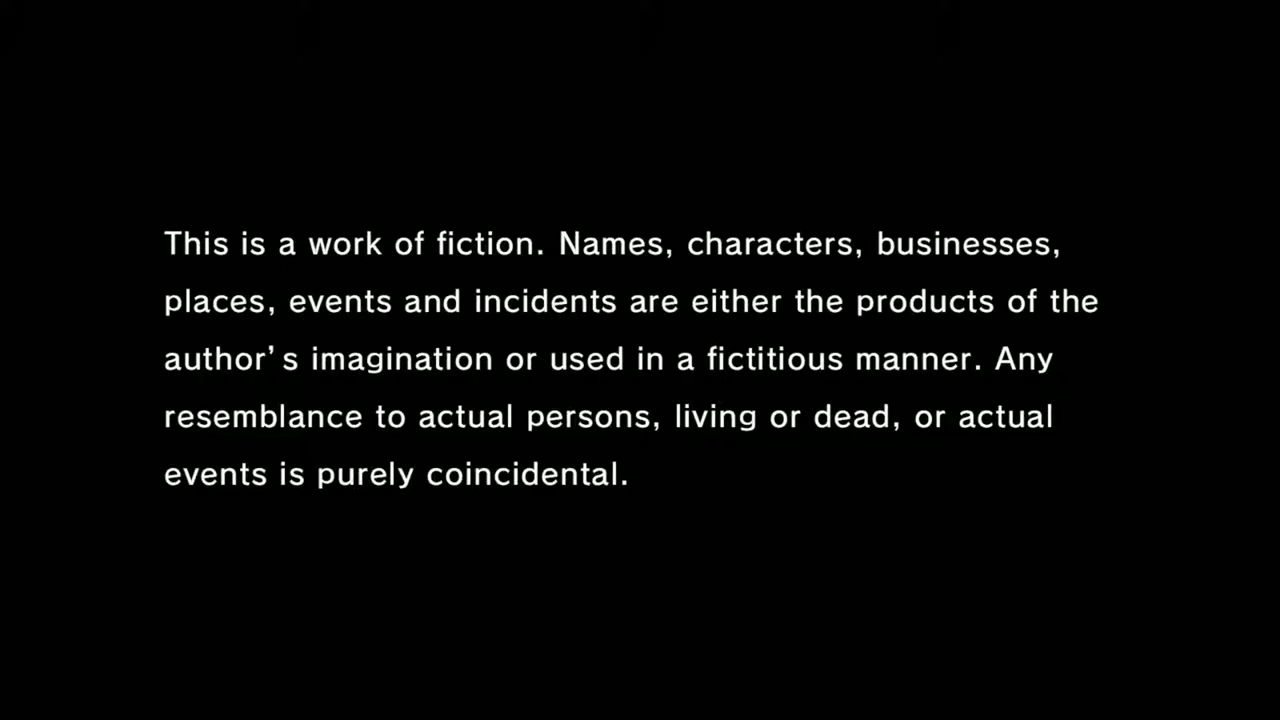 This is a work of fiction. Names, characters, businesses,
places, events and incidents are either the products of the
author’s imagination or used in a fictitious manner. Any
resemblance to actual persons, living or dead, or actual
events is purely coincidental.